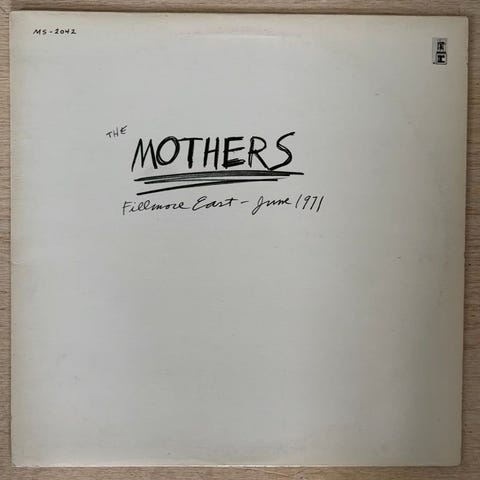 MS-2042
THE
MOTHERS
Fillmore East - June 1971